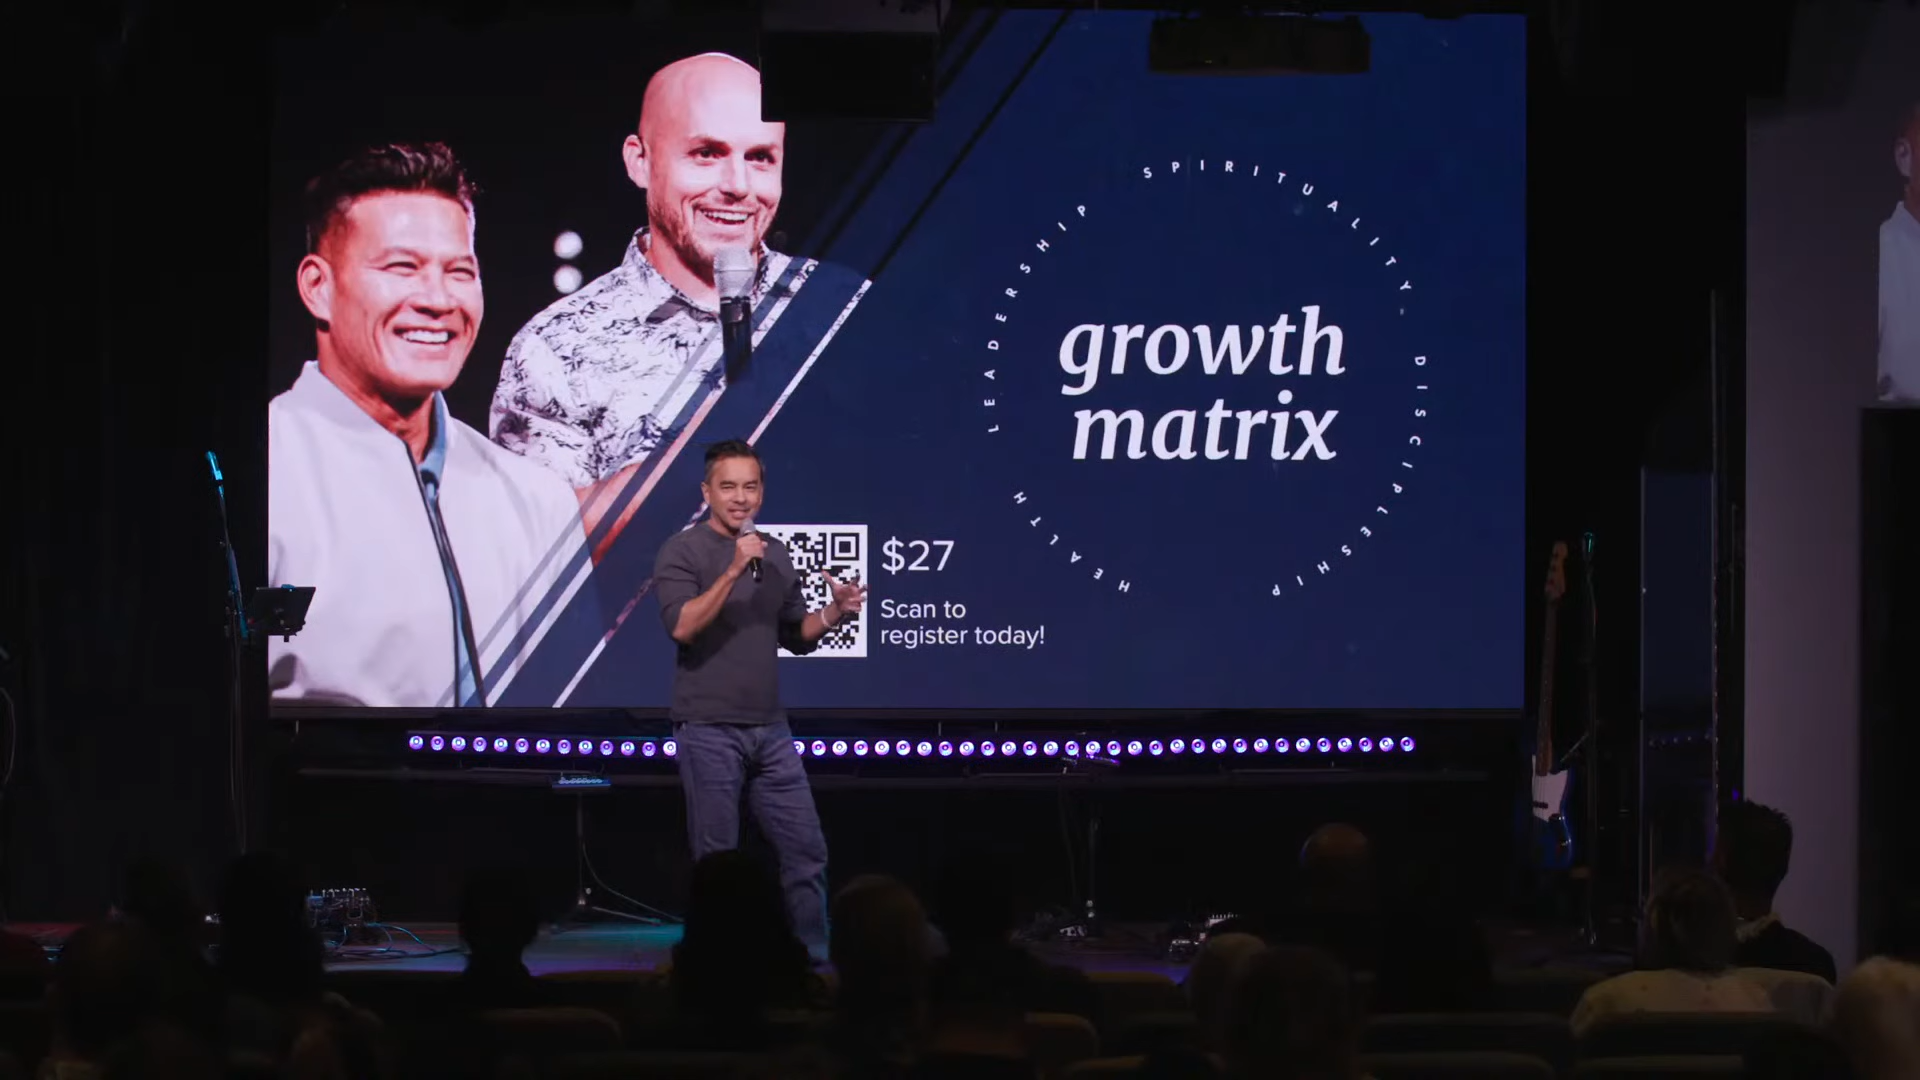 SPIRITUALITY
LEADERSHIP
DISCIPLESHIP
HEALTH
growth
matrix
$27
Scan to
register today!